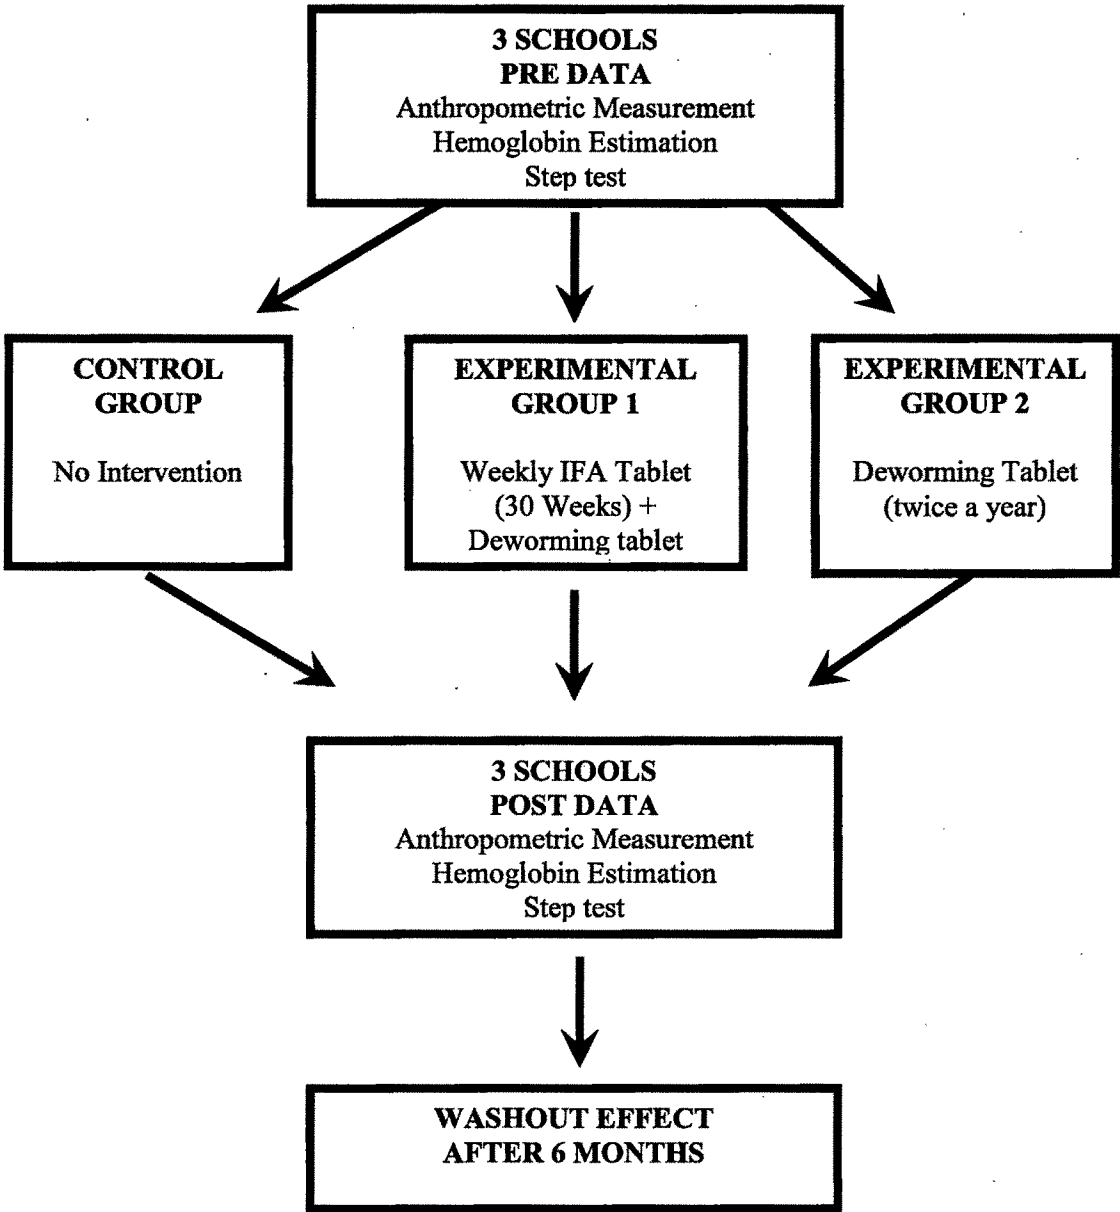 3 SCHOOLS
PRE DATA
Anthropometric Measurement
Hemoglobin Estimation
Step test
CONTROL
GROUP
No Intervention
EXPERIMENTAL
GROUP 1
Weekly IFA Tablet
(30 Weeks) +
Deworming tablet
EXPERIMENTAL
GROUP 2
Deworming Tablet
(twice a year)
3 SCHOOLS
POST DATA
Anthropometric Measurement
Hemoglobin Estimation
Step test
WASHOUT EFFECT
AFTER 6 MONTHS